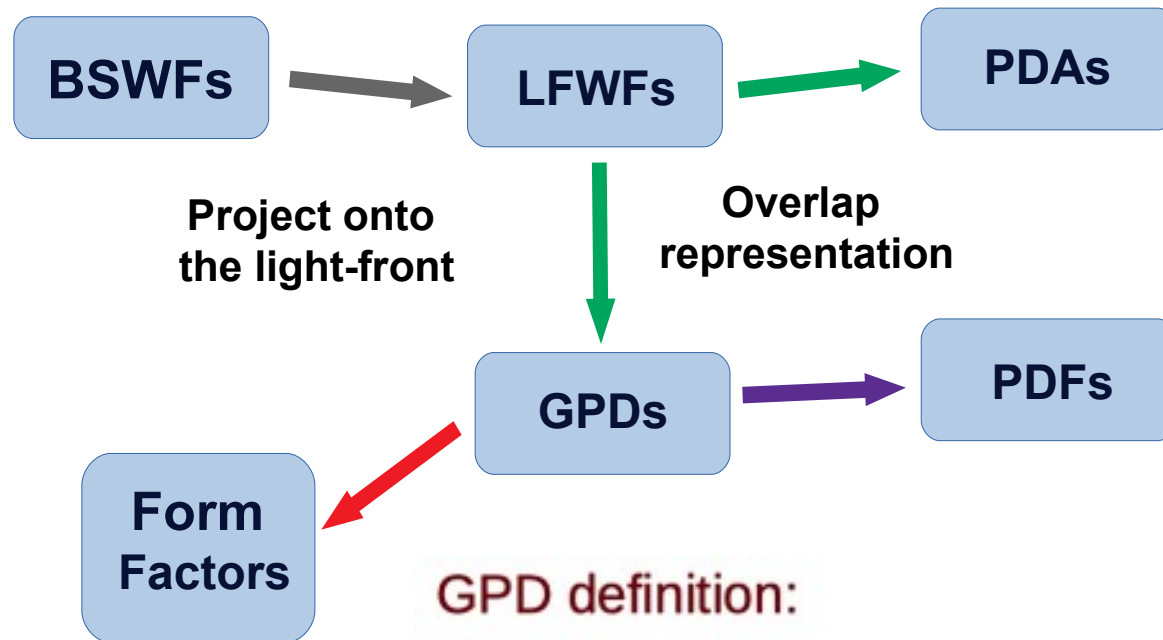 BSWFs
LFWFs
PDAs
Project onto
the light-front
Overlap
representation
GPDs
PDFs
Form
Factors
GPD definition: